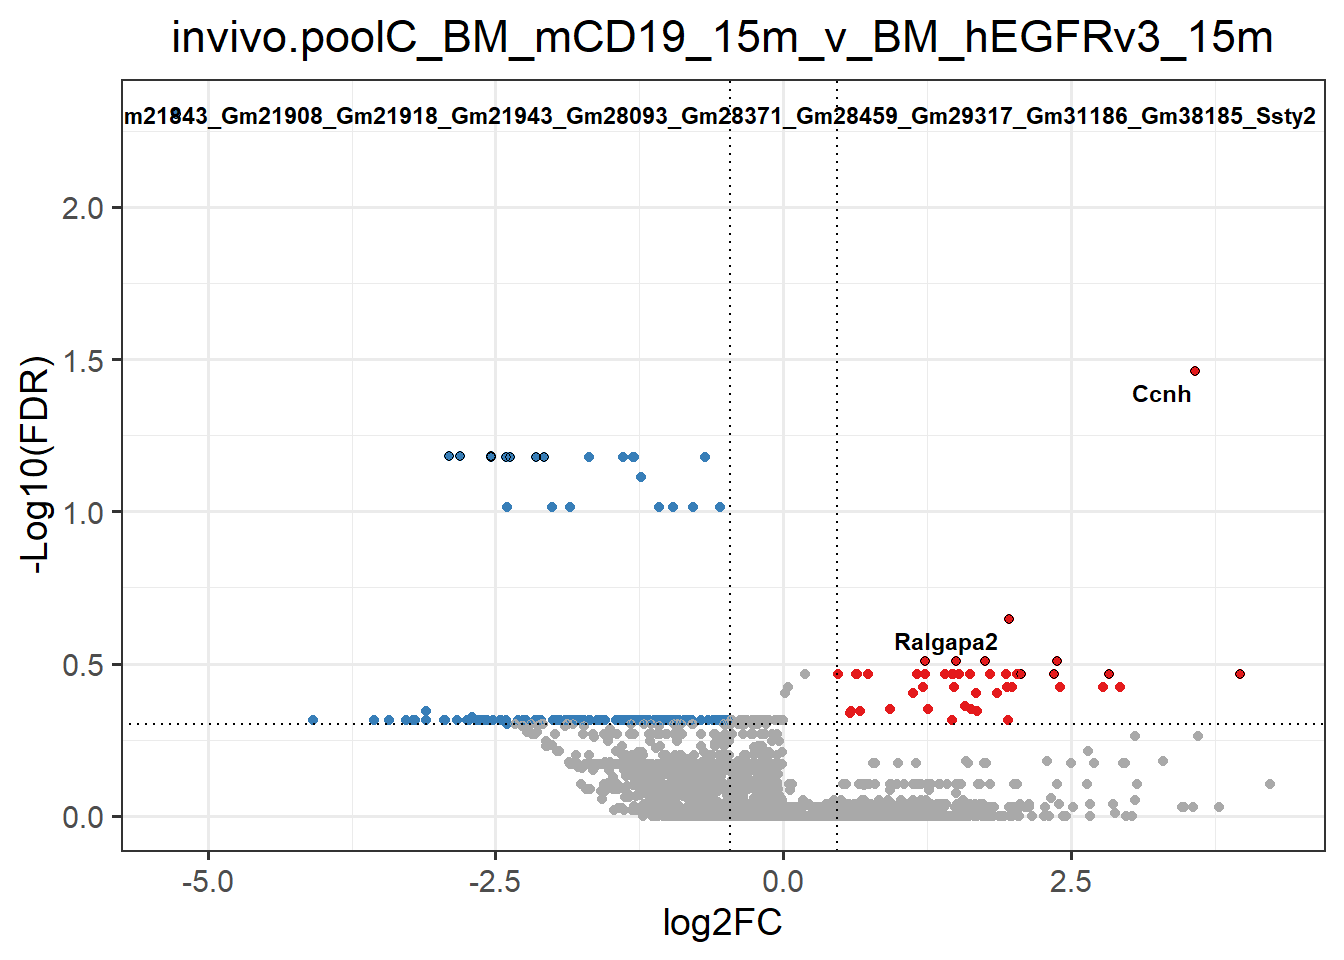 invivo.poolC_BM_mCD19_15m_v_BM_hEGFRv3_15m
_Gm21908_Gm21918_Gm21943_Gm28093_Gm28371_Gm28459_Gm29317_Gm31186_Gm38185_Ssty2
2.0
1.5
Ccnh
-Log10(FDR)
1.0
Ralgapa2
0.5
0.0
-5.0 -2.5 0.0 2.5
log2FC